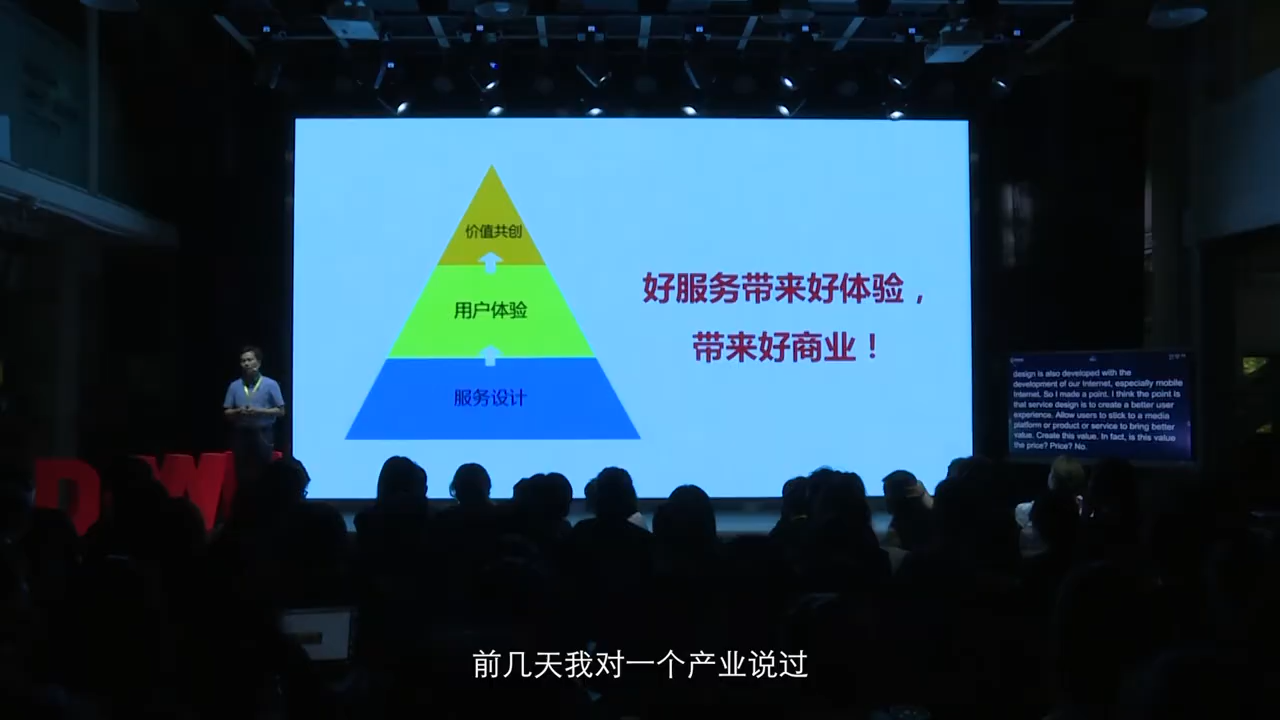 价值共创
用户体验
服务设计
好服务带来好体验，
带来好商业！
design is also developed with the
development of our Internet, especially mobile
Internet. So I made a point. I think the point is
that service design is to create a better user
experience. Allow users to stick to a media
platform or product or service to bring better
value. Create this value. In fact, is this value
the price? Price? No.
前几天我对一个产业说过